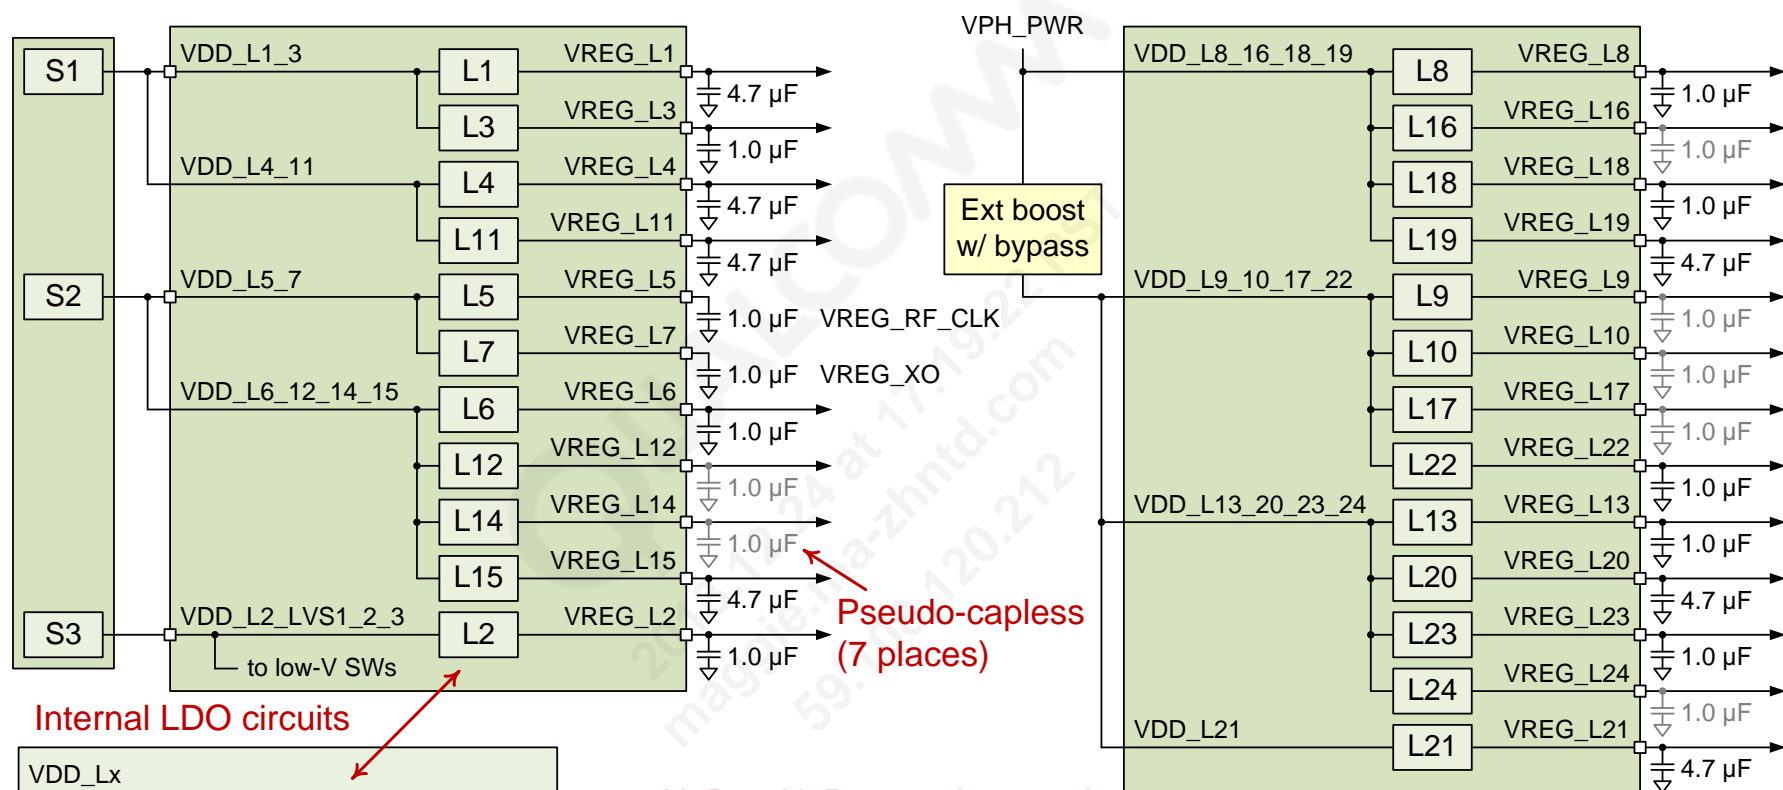 S1
VDD_L1_3
L1
VREG_L1
4.7 µF
L3
VREG_L3
1.0 µF
VDD_L4_11
L4
VREG_L4
4.7 µF
L11
VREG_L11
4.7 µF
S2
VDD_L5_7
L5
VREG_L5
1.0 µF VREG_RF_CLK
L7
VREG_L7
1.0 µF VREG_XO
VDD_L6_12_14_15
L6
VREG_L6
1.0 µF
L12
VREG_L12
1.0 µF
L14
VREG_L14
1.0 µF
L15
VREG_L15
4.7 µF
S3
VDD_L2_LVS1_2_3
L2
VREG_L2
1.0 µF
to low-V SWs
Pseudo-capless
(7 places)
Internal LDO circuits
VDD_Lx
VPH_PWR
Ext boost
w/ bypass
VDD_L8_16_18_19
L8
VREG_L8
1.0 µF
L16
VREG_L16
1.0 µF
L18
VREG_L18
1.0 µF
L19
VREG_L19
4.7 µF
VDD_L9_10_17_22
L9
VREG_L9
1.0 µF
L10
VREG_L10
1.0 µF
L17
VREG_L17
1.0 µF
L22
VREG_L22
1.0 µF
VDD_L13_20_23_24
L13
VREG_L13
1.0 µF
L20
VREG_L20
4.7 µF
L23
VREG_L23
1.0 µF
L24
VREG_L24
1.0 µF
VDD_L21
L21
VREG_L21
4.7 µF
QUALCOMM